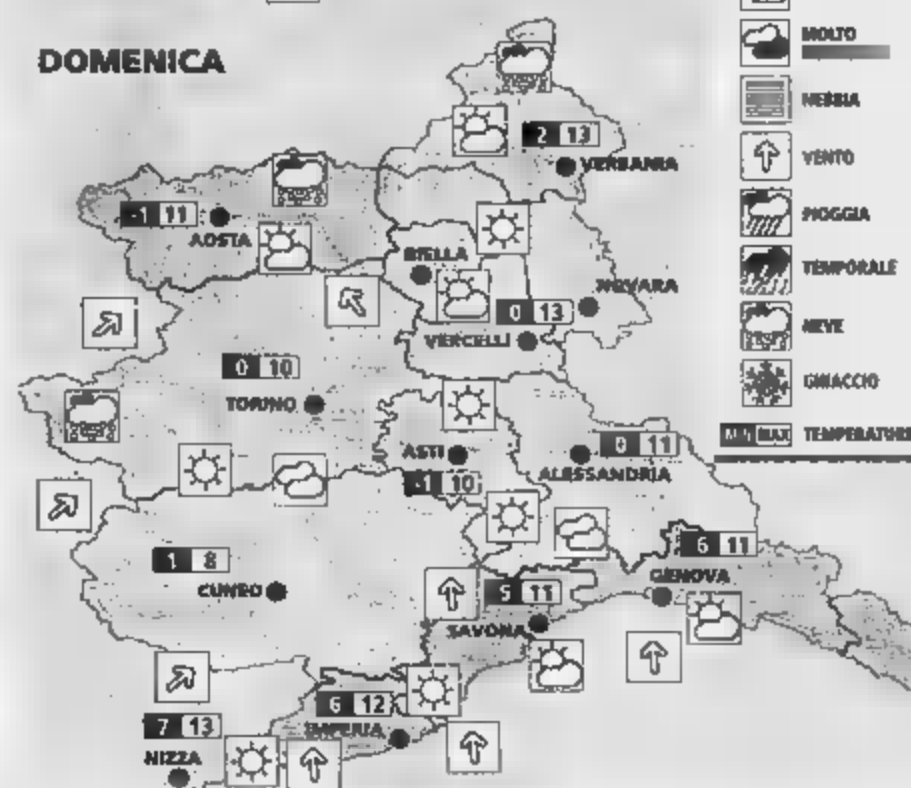 DOMENICA
MOLTO
NEBBIA
VENTO
PIOGGIA
TEMPORALE
NEVE
GHIACCIO
MIN MAX TEMPERATURE
2 13
VERBANIA
-1 11
AOSTA
BIELLA
NOVARA
0 13
VERCELLI
0 10
TORINO
ASTI
-1 10
0 11
ALESSANDRIA
1 8
CUNEO
6 11
GENOVA
5 11
SAVONA
6 12
IMPERIA
7 13
NIZZA